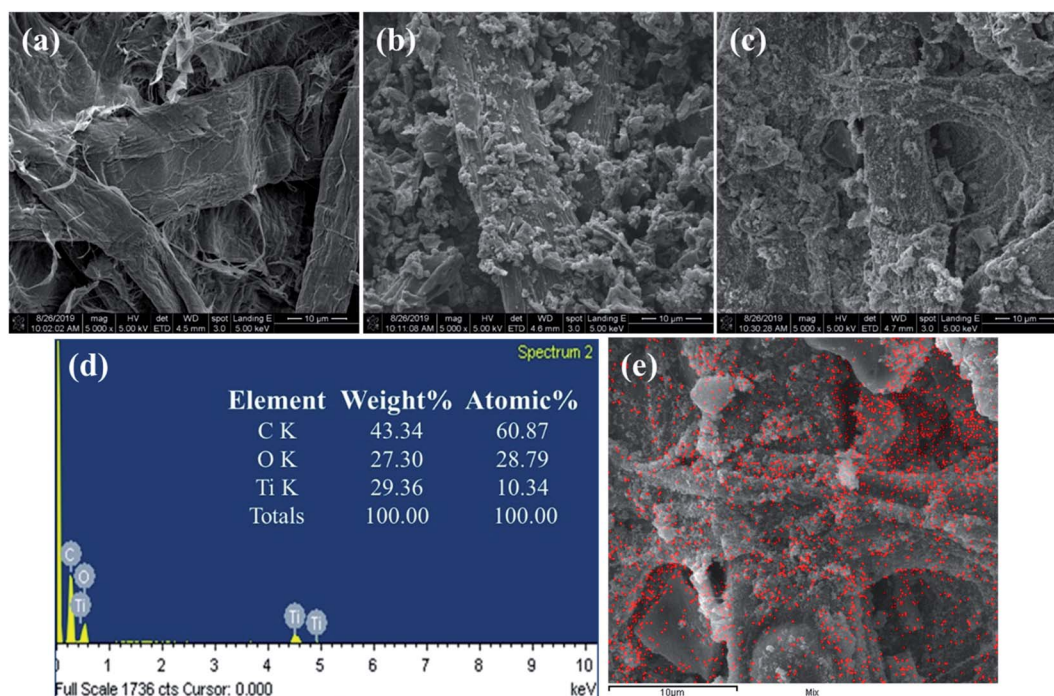 (a)
8/26/2019 mag HV det WD spot Landing E
10:02:02 AM 5 000 x 5.00 kV ETD 4.5 mm 3.0 5.00 keV
10 µm
(b)
8/26/2019 mag HV det WD spot Landing E
10:11:08 AM 5 000 x 5.00 kV ETD 4.6 mm 3.0 5.00 keV
10 µm
(c)
8/26/2019 mag HV det WD spot Landing E
10:30:28 AM 5 000 x 5.00 kV ETD 4.7 mm 3.0 5.00 keV
10 µm
(d)
Spectrum 2
Element Weight% Atomic%
C K 43.34 60.87
O K 27.30 28.79
Ti K 29.36 10.34
Totals 100.00 100.00
C
O
Ti
Ti
Ti
0 1 2 3 4 5 6 7 8 9 10
Full Scale 1736 cts Cursor: 0.000 keV
(e)
10µm
Mix